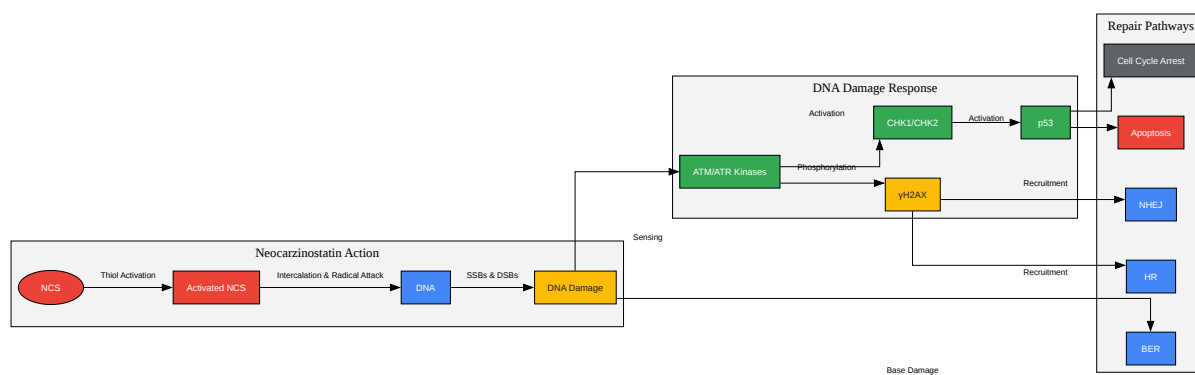 Repair Pathways
Cell Cycle Arrest
DNA Damage Response
Activation
CHK1/CHK2
Activation
p53
Apoptosis
ATM/ATR Kinases
Phosphorylation
γH2AX
Recruitment
NHEJ
Sensing
Neocarzinostatin Action
NCS
Thiol Activation
Activated NCS
Intercalation & Radical Attack
DNA
SSBs & DSBs
DNA Damage
Recruitment
HR
BER
Base Damage